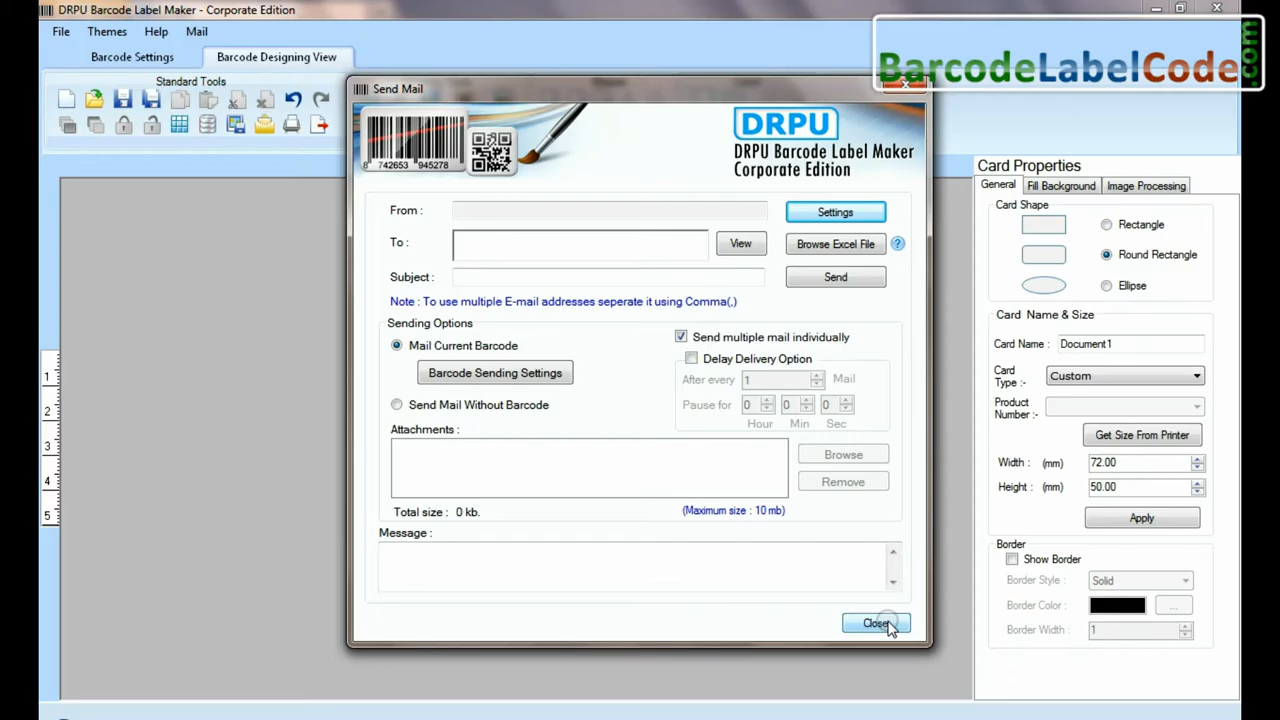 DRPU Barcode Label Maker - Corporate Edition
File Themes Help Mail
Barcode Settings Barcode Designing View
BarcodeLabelCode.com
Standard Tools
Send Mail
8 742653 945278
DRPU
DRPU Barcode Label Maker
Corporate Edition
From :
Settings
To :
View
Browse Excel File
?
Subject :
Send
Note : To use multiple E-mail addresses seperate it using Comma(,)
Sending Options
Mail Current Barcode
Barcode Sending Settings
Send Mail Without Barcode
Send multiple mail individually
Delay Delivery Option
After every 1 Mail
Pause for 0 0 0
Hour Min Sec
Attachments :
Browse
Remove
Total size : 0 kb.
(Maximum size : 10 mb)
Message :
Close
Card Properties
General Fill Background Image Processing
Card Shape
Rectangle
Round Rectangle
Ellipse
Card Name & Size
Card Name : Document1
Card Type :- Custom
Product Number :-
Get Size From Printer
Width : (mm) 72.00
Height : (mm) 50.00
Apply
Border
Show Border
Border Style : Solid
Border Color : ...
Border Width : 1
1
2
3
4
5